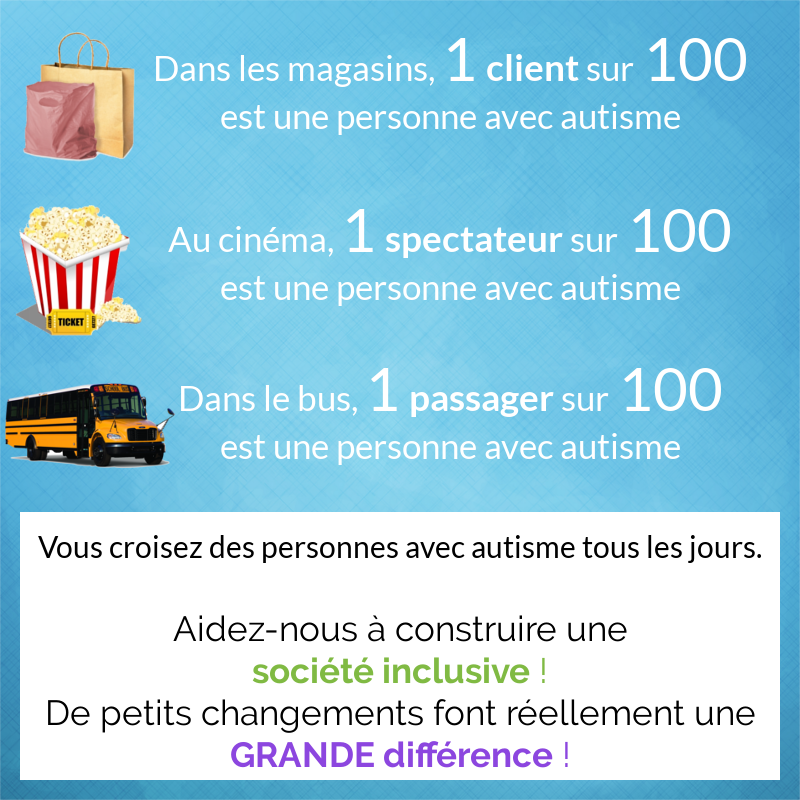 Dans les magasins, 1 client sur 100
est une personne avec autisme
Au cinéma, 1 spectateur sur 100
est une personne avec autisme
TICKET
Dans le bus, 1 passager sur 100
est une personne avec autisme
SCHOOL BUS
Vous croisez des personnes avec autisme tous les jours.
Aidez-nous à construire une
société inclusive !
De petits changements font réellement une
GRANDE différence !